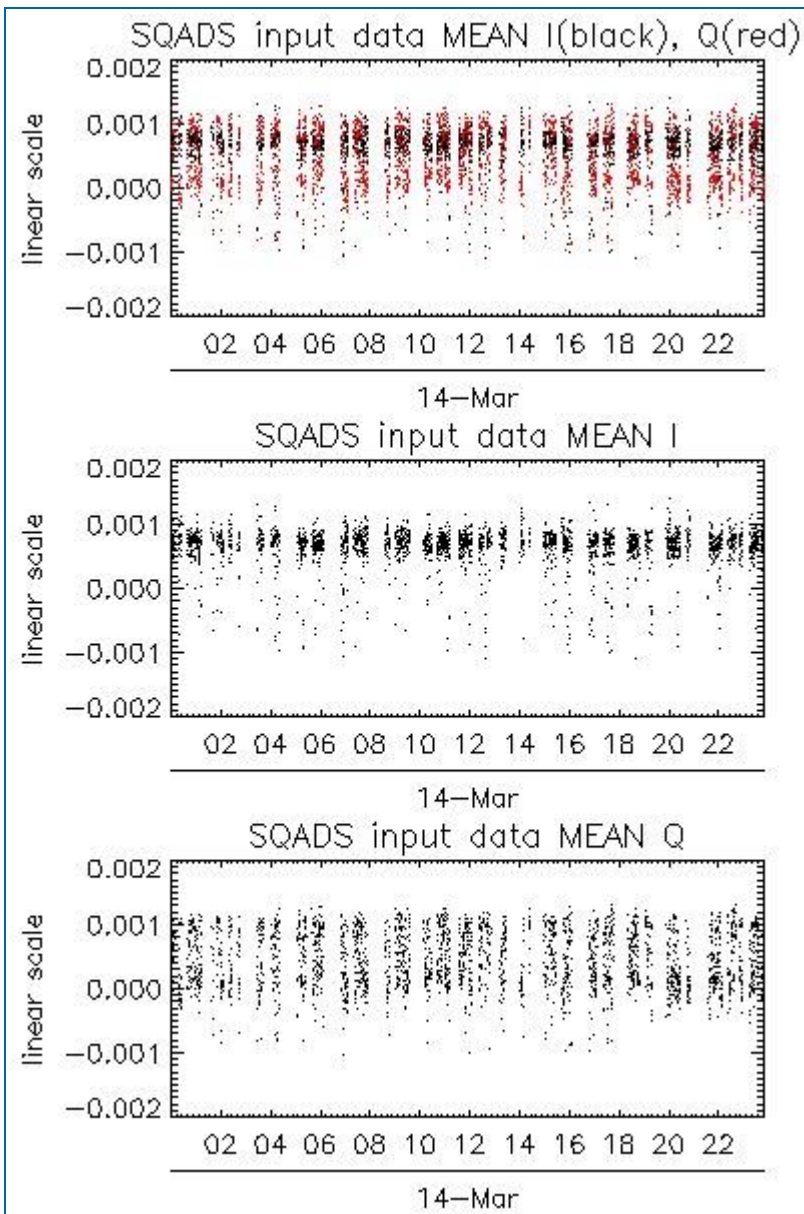 SQADS input data MEAN I(black), Q(red)
linear scale
0.002
0.001
0.000
−0.001
−0.002
02 04 06 08 10 12 14 16 18 20 22
14−Mar
SQADS input data MEAN I
linear scale
0.002
0.001
0.000
−0.001
−0.002
02 04 06 08 10 12 14 16 18 20 22
14−Mar
SQADS input data MEAN Q
linear scale
0.002
0.001
0.000
−0.001
−0.002
02 04 06 08 10 12 14 16 18 20 22
14−Mar